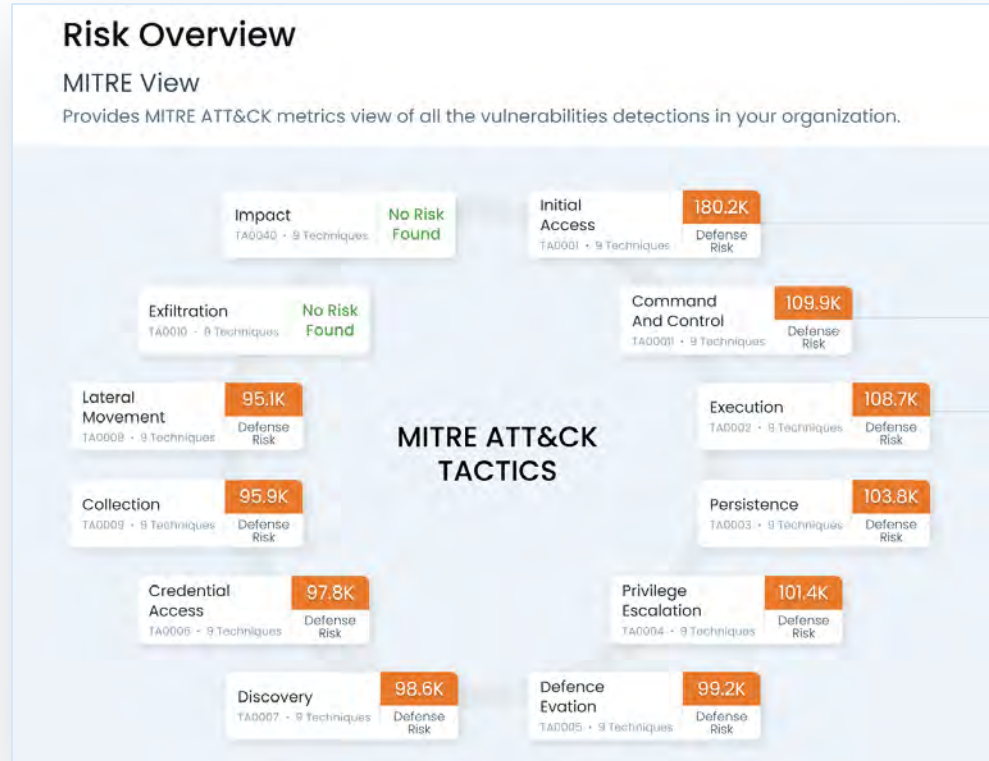 Risk Overview
MITRE View
Provides MITRE ATT&CK metrics view of all the vulnerabilities detections in your organization.
Impact
TA0040 • 9 Techniques
No Risk
Found
Initial
Access
TA0001 • 9 Techniques
180.2K
Defense
Risk
Exfiltration
TA0010 • 9 Techniques
No Risk
Found
Command
And Control
TA00011 • 9 Techniques
109.9K
Defense
Risk
Lateral
Movement
TA0008 • 9 Techniques
95.1K
Defense
Risk
MITRE ATT&CK
TACTICS
Execution
TA0002 • 9 Techniques
108.7K
Defense
Risk
Collection
TA0009 • 9 Techniques
95.9K
Defense
Risk
Persistence
TA0003 • 9 Techniques
103.8K
Defense
Risk
Credential
Access
TA0006 • 9 Techniques
97.8K
Defense
Risk
Privilege
Escalation
TA0004 • 9 Techniques
101.4K
Defense
Risk
Discovery
TA0007 • 9 Techniques
98.6K
Defense
Risk
Defence
Evation
TA0005 • 9 Techniques
99.2K
Defense
Risk